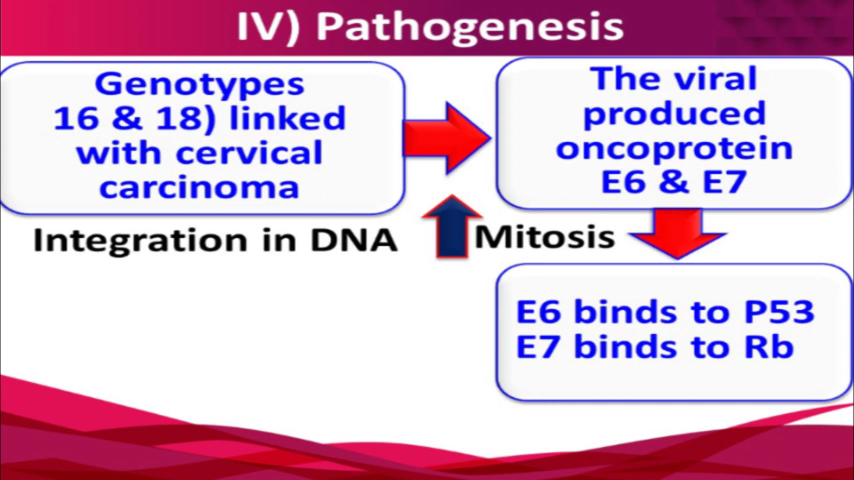 IV) Pathogenesis
Genotypes
16 & 18) linked
with cervical
carcinoma
The viral
produced
oncoprotein
E6 & E7
Integration in DNA
Mitosis
E6 binds to P53
E7 binds to Rb